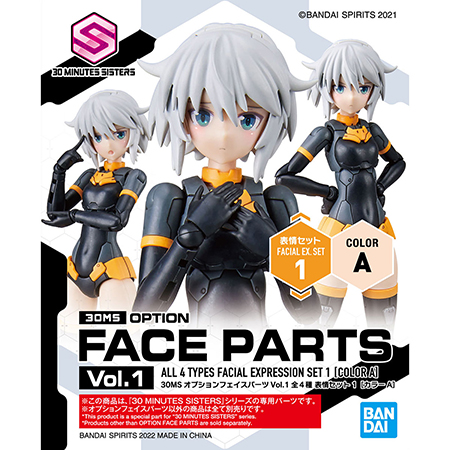 ©BANDAI SPIRITS 2021
S
30 MINUTES SISTERS
表情セット
FACIAL EX. SET
1
COLOR
A
30MS OPTION
FACE PARTS
Vol.1
ALL 4 TYPES FACIAL EXPRESSION SET 1 [COLOR A]
30MS オプションフェイスパーツ Vol.1 全4種 表情セット 1 [カラーA]
※この商品は、「30 MINUTES SISTERS」シリーズの専用パーツです。
※オプションフェイスパーツ以外の商品は全て別売りです。
*This product is a special part for "30 MINUTES SISTERS" series.
*Products other than OPTION FACE PARTS are sold separately.
BANDAI SPIRITS 2022 MADE IN CHINA
BAN
DAI